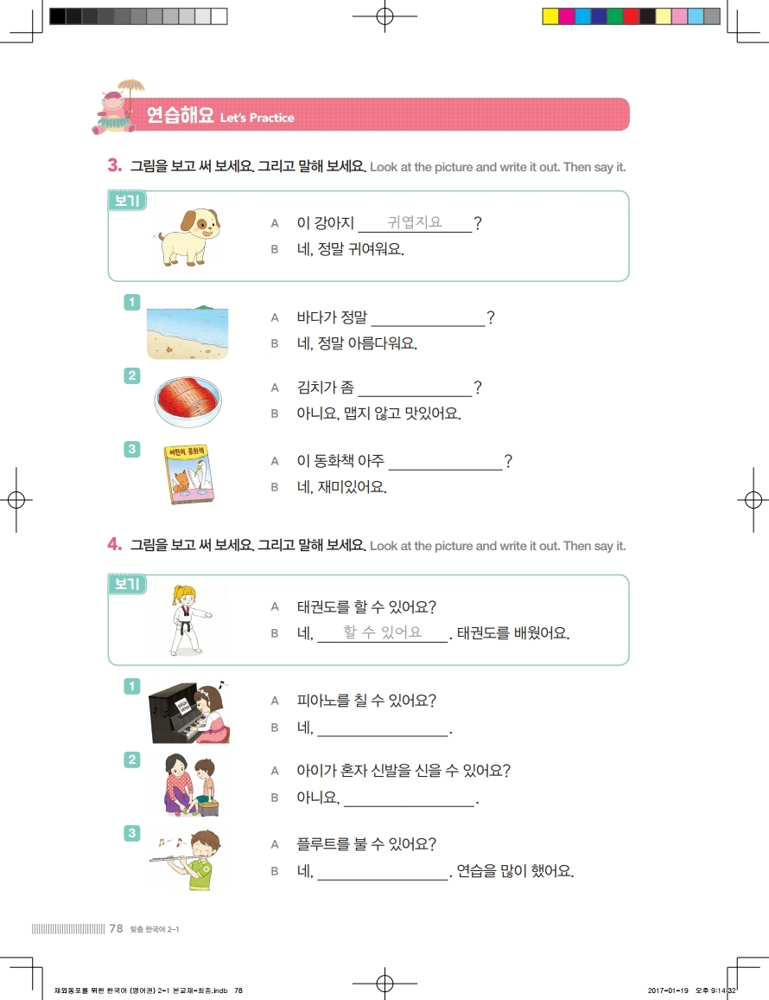 연습해요 Let's Practice
3. 그림을 보고 써 보세요. 그리고 말해 보세요. Look at the picture and write it out. Then say it.
보기
A 이 강아지 귀엽지요 ?
B 네, 정말 귀여워요.
1
A 바다가 정말 ______________?
B 네, 정말 아름다워요.
2
A 김치가 좀 ______________?
B 아니요, 맵지 않고 맛있어요.
3
어린이 동화책
A 이 동화책 아주 ______________?
B 네, 재미있어요.
4. 그림을 보고 써 보세요. 그리고 말해 보세요. Look at the picture and write it out. Then say it.
보기
A 태권도를 할 수 있어요?
B 네, 할 수 있어요. 태권도를 배웠어요.
1
A 피아노를 칠 수 있어요?
B 네, ________________.
2
A 아이가 혼자 신발을 신을 수 있어요?
B 아니요, ________________.
3
A 플루트를 불 수 있어요?
B 네, ________________. 연습을 많이 했어요.
78 맞춤 한국어 2-1
재외동포를 위한 한국어 (영어권) 2-1 본교재-최종.indb 78
2017-01-19 오후 9:14:32